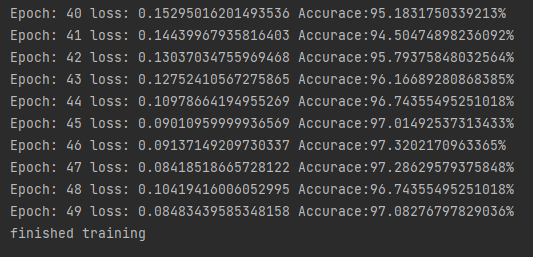 Epoch: 40 loss: 0.15295016201493536 Accurace:95.1831750339213%
Epoch: 41 loss: 0.14439967935816403 Accurace:94.50474898236092%
Epoch: 42 loss: 0.13037034755969468 Accurace:95.79375848032564%
Epoch: 43 loss: 0.12752410567275865 Accurace:96.16689280868385%
Epoch: 44 loss: 0.10978664194955269 Accurace:96.74355495251018%
Epoch: 45 loss: 0.09010959999936569 Accurace:97.01492537313433%
Epoch: 46 loss: 0.09137149209730337 Accurace:97.3202170963365%
Epoch: 47 loss: 0.08418518665728122 Accurace:97.28629579375848%
Epoch: 48 loss: 0.10419416006052995 Accurace:96.74355495251018%
Epoch: 49 loss: 0.08483439585348158 Accurace:97.08276797829036%
finished training